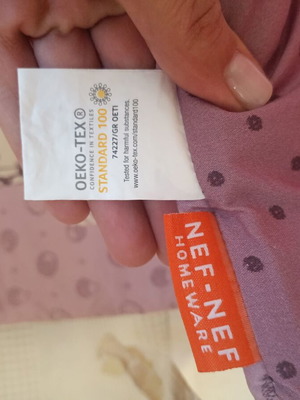 OEKO-TEX®
CONFIDENCE IN TEXTILES
STANDARD 100
74227/GR OETI
Tested for harmful substances.
www.oeko-tex.com/standard100
NEF-NEF
HOMEWARE